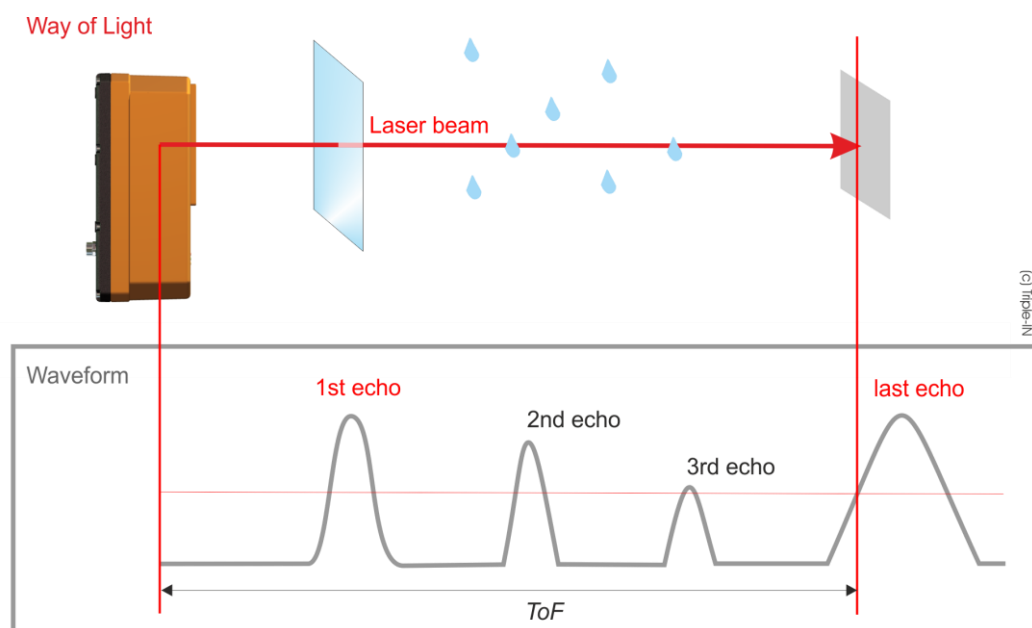 Way of Light
Laser beam
(c) Triple-IN
Waveform
1st echo
2nd echo
3rd echo
last echo
ToF